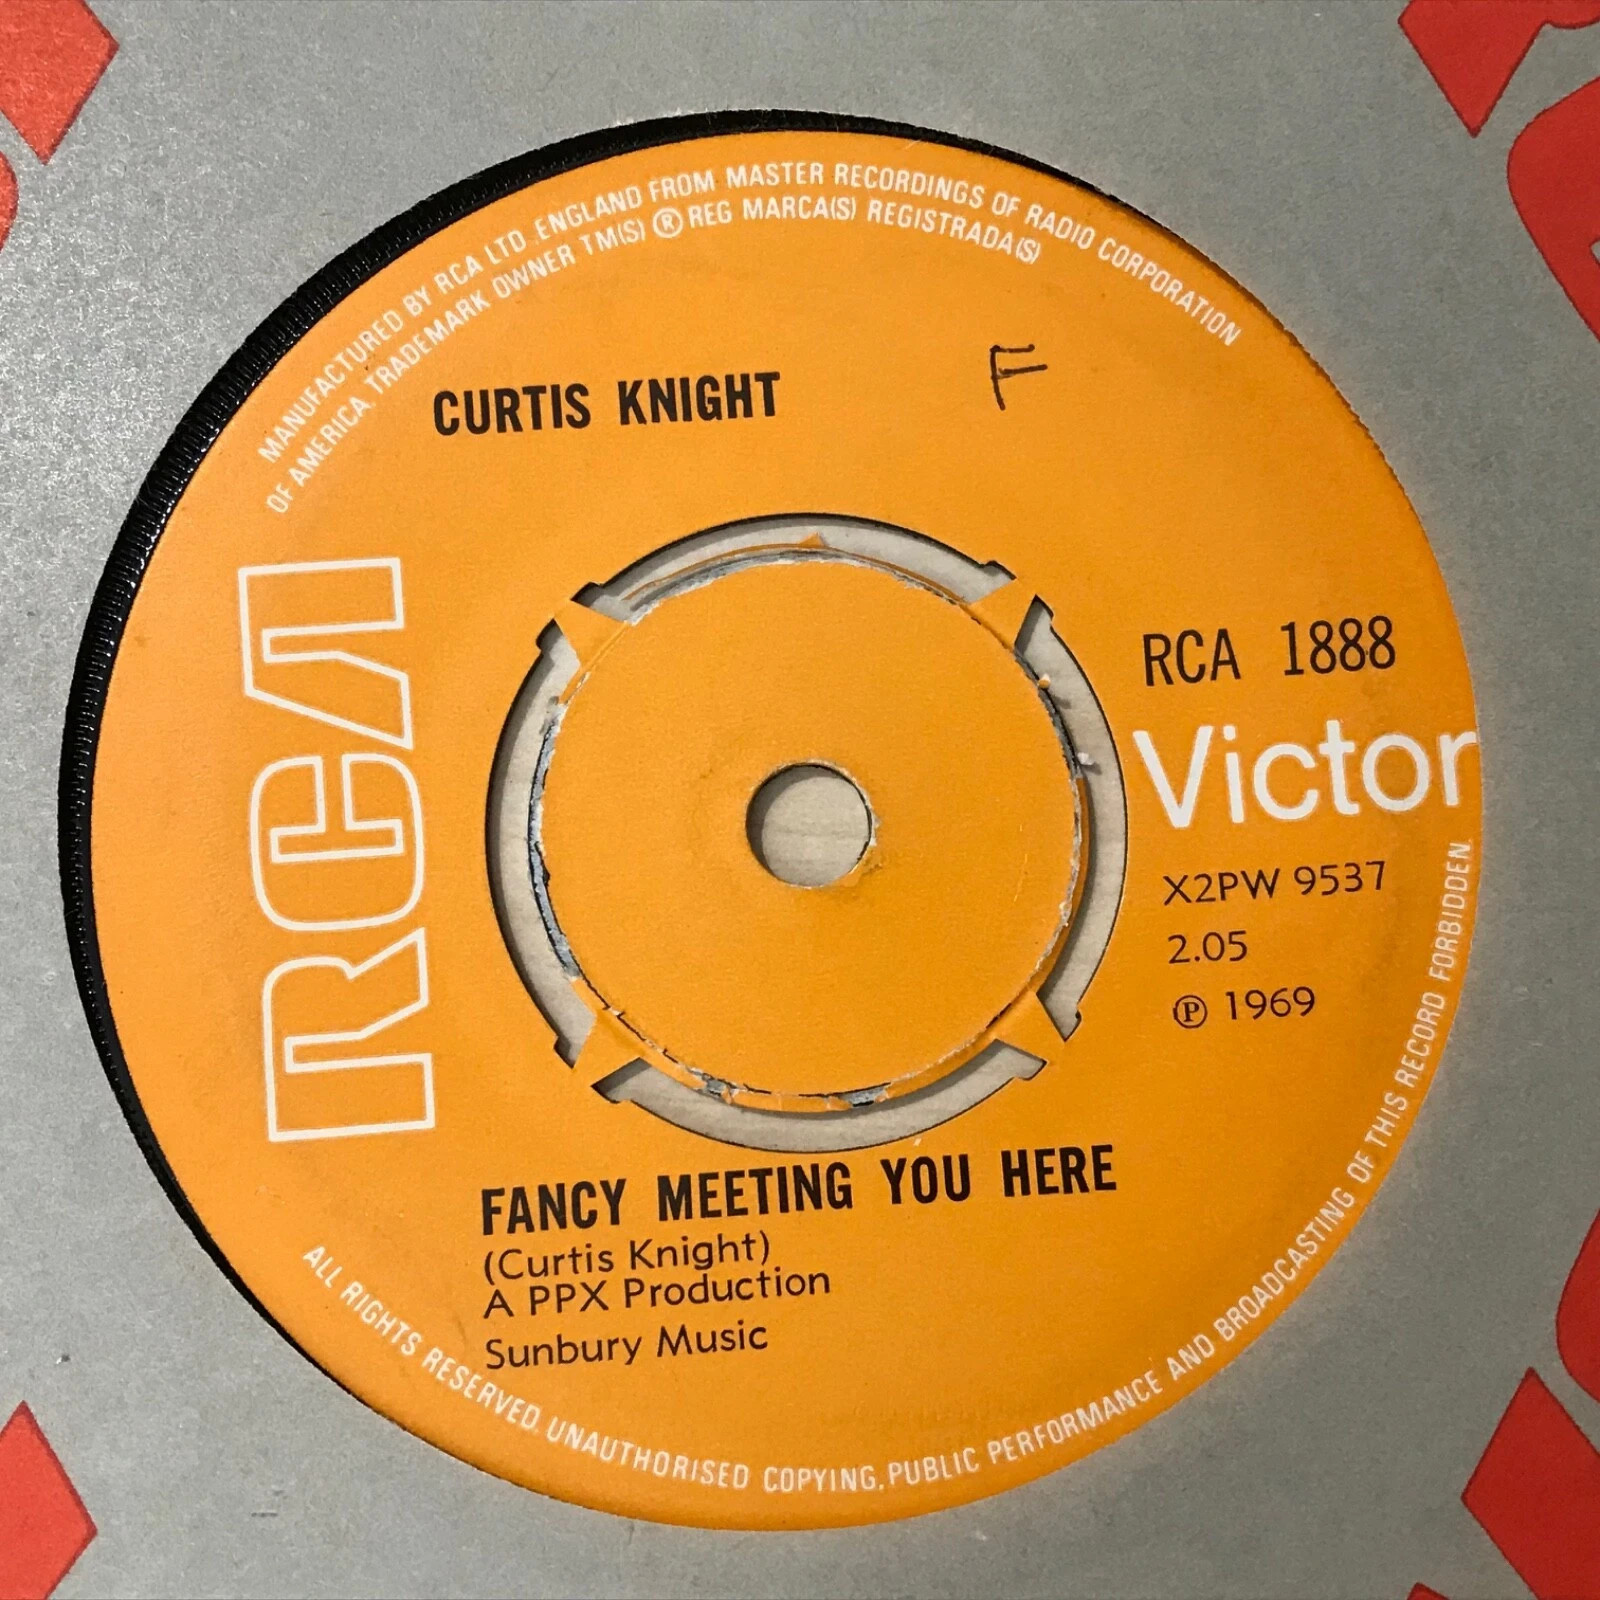 MANUFACTURED BY RCA LTD. ENGLAND FROM MASTER RECORDINGS OF RADIO CORPORATION
OF AMERICA, TRADEMARK OWNER TM(S) ® REG MARCA(S) REGISTRADA(S)
CURTIS KNIGHT
F
RCA
RCA 1888
Victor
X2PW 9537
2.05
℗ 1969
FANCY MEETING YOU HERE
(Curtis Knight)
A PPX Production
Sunbury Music
ALL RIGHTS RESERVED. UNAUTHORISED COPYING, PUBLIC PERFORMANCE AND BROADCASTING OF THIS RECORD FORBIDDEN